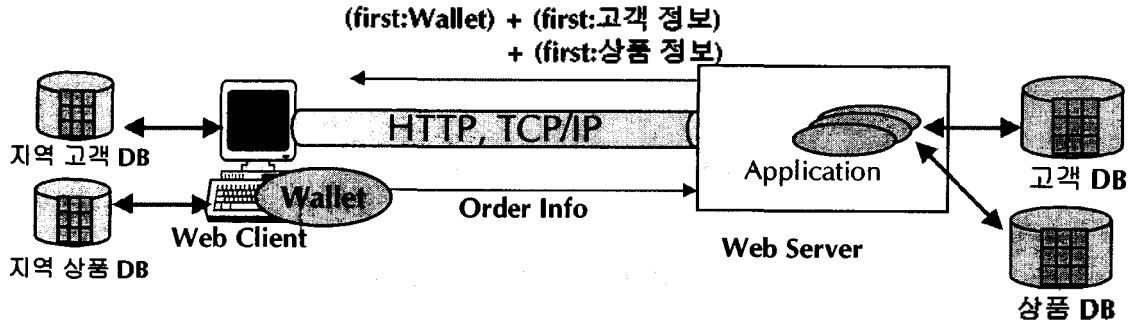 (first:Wallet) + (first:고객 정보)
+ (first:상품 정보)
HTTP, TCP/IP
지역 고객 DB
Application
고객 DB
Wallet
Order Info
Web Client
Web Server
지역 상품 DB
상품 DB